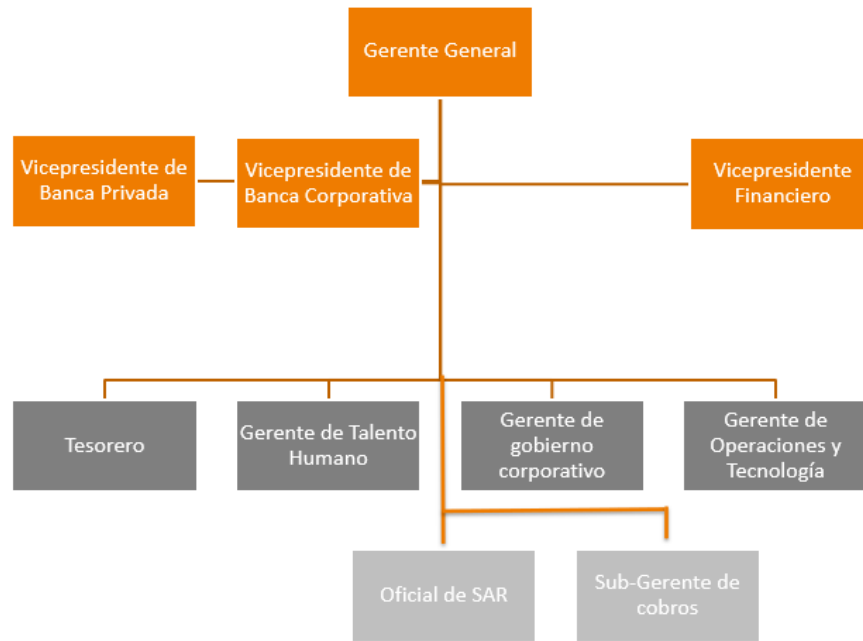 Gerente General
Vicepresidente de
Banca Privada
Vicepresidente de
Banca Corporativa
Vicepresidente
Financiero
Tesorero
Gerente de Talento
Humano
Gerente de
gobierno
corporativo
Gerente de
Operaciones y
Tecnología
Oficial de SAR
Sub-Gerente de
cobros